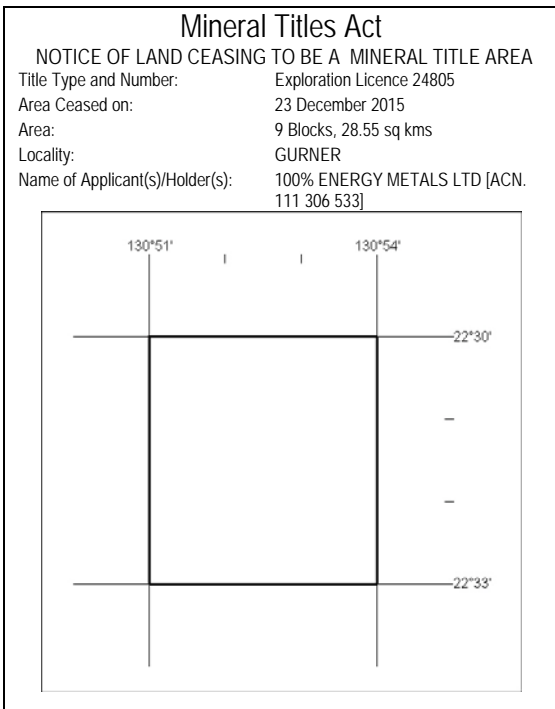 Mineral Titles Act
NOTICE OF LAND CEASING TO BE A MINERAL TITLE AREA
Title Type and Number: Exploration Licence 24805
Area Ceased on: 23 December 2015
Area: 9 Blocks, 28.55 sq kms
Locality: GURNER
Name of Applicant(s)/Holder(s): 100% ENERGY METALS LTD [ACN.
111 306 533]
130°51' 130°54'
22°30'
22°33'